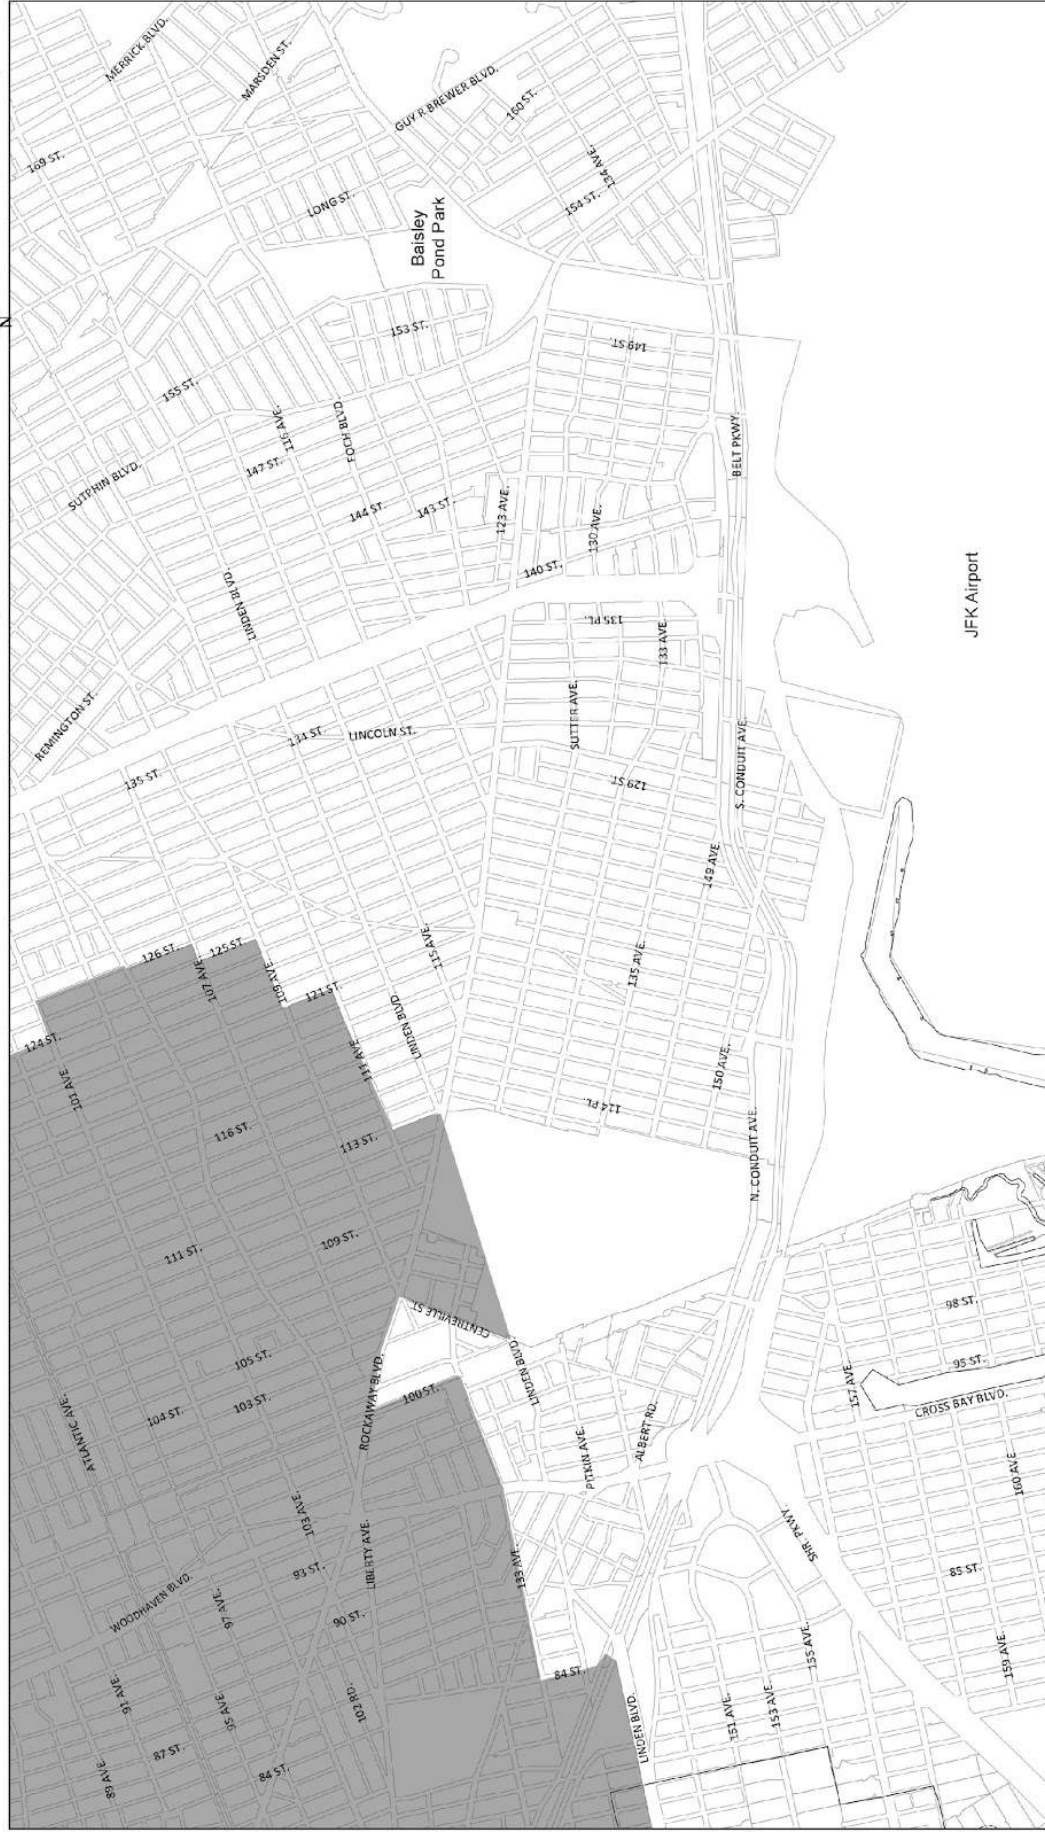 N
MERRICK BLVD.
MARSDEN ST.
169 ST.
GUY R BREWER BLVD.
160 ST.
134 AVE.
154 ST.
LONG ST.
Baisley
Pond Park
153 ST.
149 ST.
155 ST.
116 AVE.
FOCH BLVD
147 ST.
SUTPHIN BLVD.
144 ST.
143 ST.
123 AVE.
130 AVE.
BELT PKWY.
140 ST.
LINDEN BLVD.
135 PL.
133 AVE.
JFK Airport
REMINGTON ST.
134 ST.
LINCOLN ST.
SUTTER AVE.
135 ST.
129 ST.
S. CONDUIT AVE.
149 AVE.
126 ST.
125 ST.
107 AVE.
109 AVE.
121 ST.
115 AVE.
135 AVE.
124 ST.
101 AVE.
LINDEN BLVD.
111 AVE.
150 AVE.
114 PL.
116 ST.
113 ST.
N. CONDUIT AVE.
111 ST.
109 ST.
CENTREVILLE ST.
98 ST.
95 ST.
105 ST.
104 ST.
103 ST.
ROCKAWAY BLVD.
100 ST.
LINDEN BLVD.
157 AVE.
CROSS BAY BLVD.
ATLANTIC AVE.
PITKIN AVE.
ALBERT RD.
160 AVE.
103 AVE.
LIBERTY AVE.
SHR. PKWY.
WOODHAVEN BLVD.
97 AVE.
93 ST.
90 ST.
133 AVE.
85 ST.
84 ST.
155 AVE.
159 AVE.
91 AVE.
95 AVE.
102 RD.
LINDEN BLVD.
151 AVE.
153 AVE.
89 AVE.
87 ST.
84 ST.